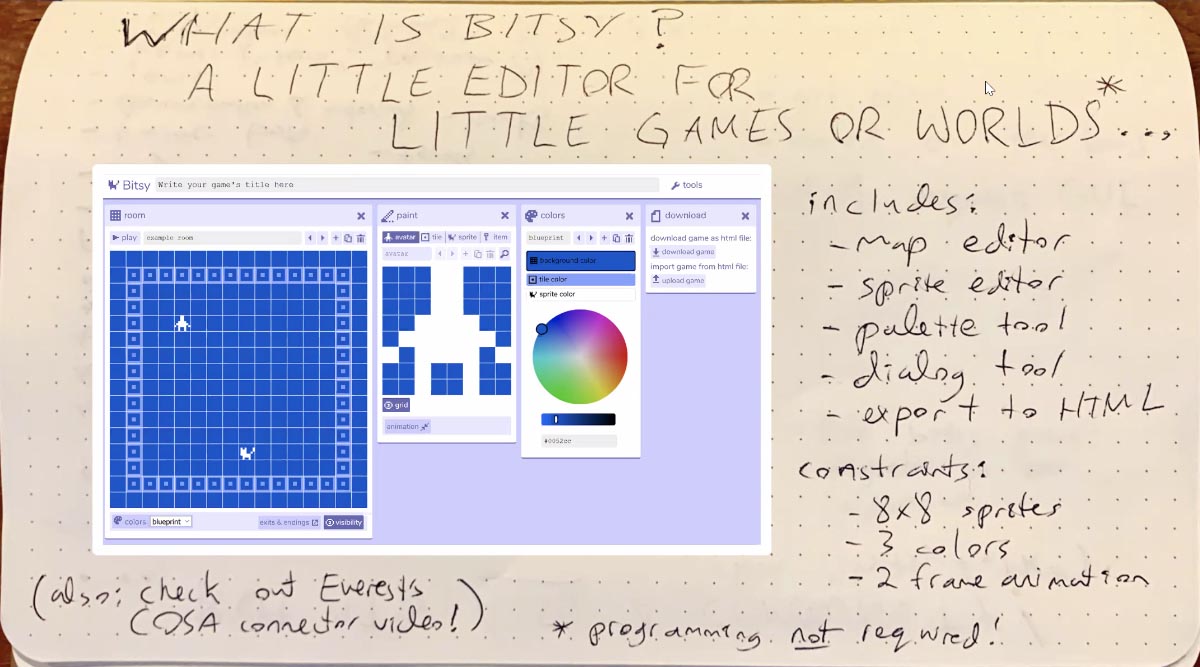 WHAT IS BITSY?
A LITTLE EDITOR FOR
LITTLE GAMES OR WORLDS*...,
Bitsy Write your game's title here tools
room
play example room
colors blueprint exits & endings visibility
paint
avatar tile sprite item
avatar
grid
animation
colors
blueprint
background color
tile color
sprite color
#0052cc
download
download game as html file:
download game
import game from html file:
upload game
includes:
- map editor
- sprite editor
- palette tool
- dialog tool
- export to HTML
constraints:
- 8x8 sprites
- 3 colors
- 2 frame animation
(also: check out Everest's
COSA connector video!)
* programming not required!